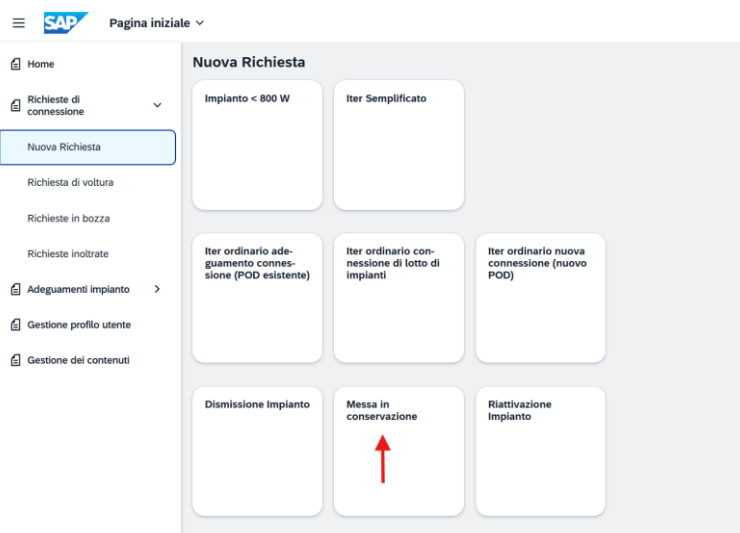 SAP
Pagina iniziale
Home
Richieste di
connessione
Nuova Richiesta
Richiesta di voltura
Richieste in bozza
Richieste inoltrate
Adeguamenti impianto
Gestione profilo utente
Gestione dei contenuti
Nuova Richiesta
Impianto < 800 W
Iter Semplificato
Iter ordinario ade-
guamento connes-
sione (POD esistente)
Iter ordinario con-
nessione di lotto di
impianti
Iter ordinario nuova
connessione (nuovo
POD)
Dismissione Impianto
Messa in
conservazione
Riattivazione
Impianto